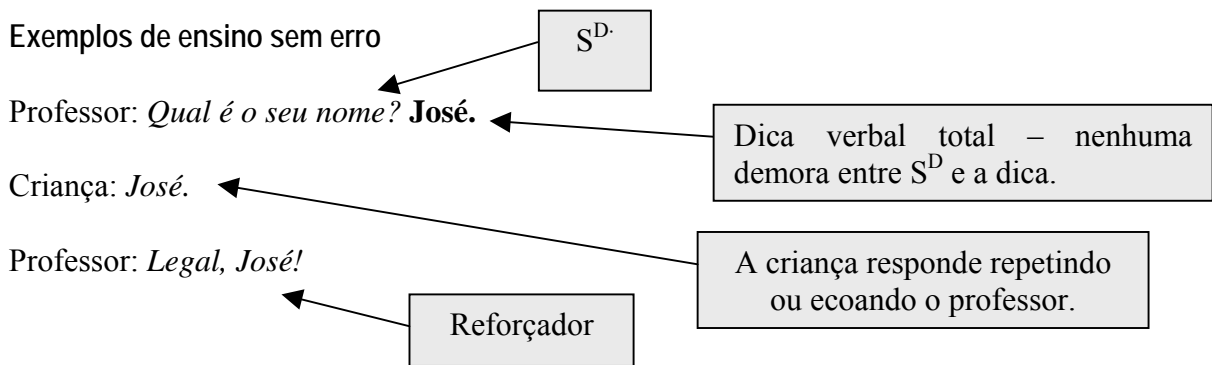 Exemplos de ensino sem erro
S^D.
Professor: Qual é o seu nome? José.
Dica verbal total – nenhuma
demora entre S^D e a dica.
Criança: José.
A criança responde repetindo
ou ecoando o professor.
Professor: Legal, José!
Reforçador